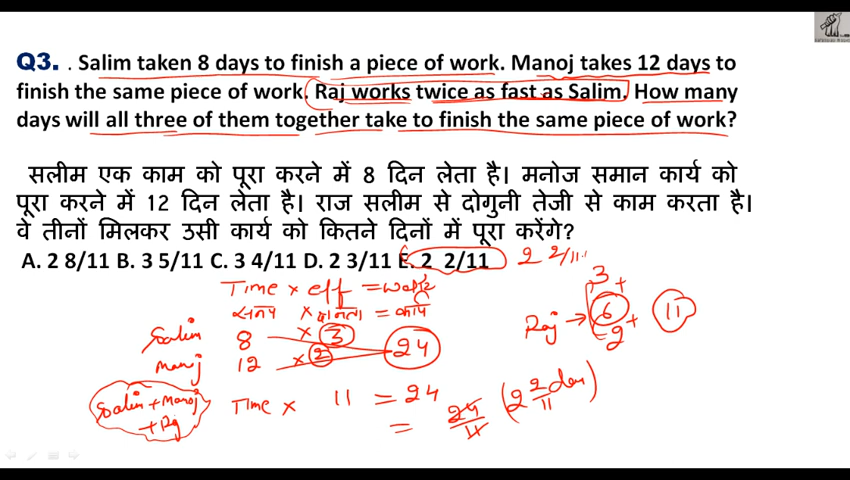 Q3. . Salim taken 8 days to finish a piece of work. Manoj takes 12 days to
finish the same piece of work. Raj works twice as fast as Salim. How many
days will all three of them together take to finish the same piece of work?
सलीम एक काम को पूरा करने में 8 दिन लेता है। मनोज समान कार्य को
पूरा करने में 12 दिन लेता है। राज सलीम से दोगुनी तेजी से काम करता है।
वे तीनों मिलकर उसी कार्य को कितने दिनों में पूरा करेंगे?
A. 2 8/11 B. 3 5/11 C. 3 4/11 D. 2 3/11 E. 2 2/11 2 2/11
Time × eff = work
समय × = कार्य
3 +
Raj → 6 11
2 +
Salim 8 × 3 24
Manoj 12 × 2
Salim + Manoj Time × 11 = 24
+ Raj
= 24/11 (2 2/11 day)